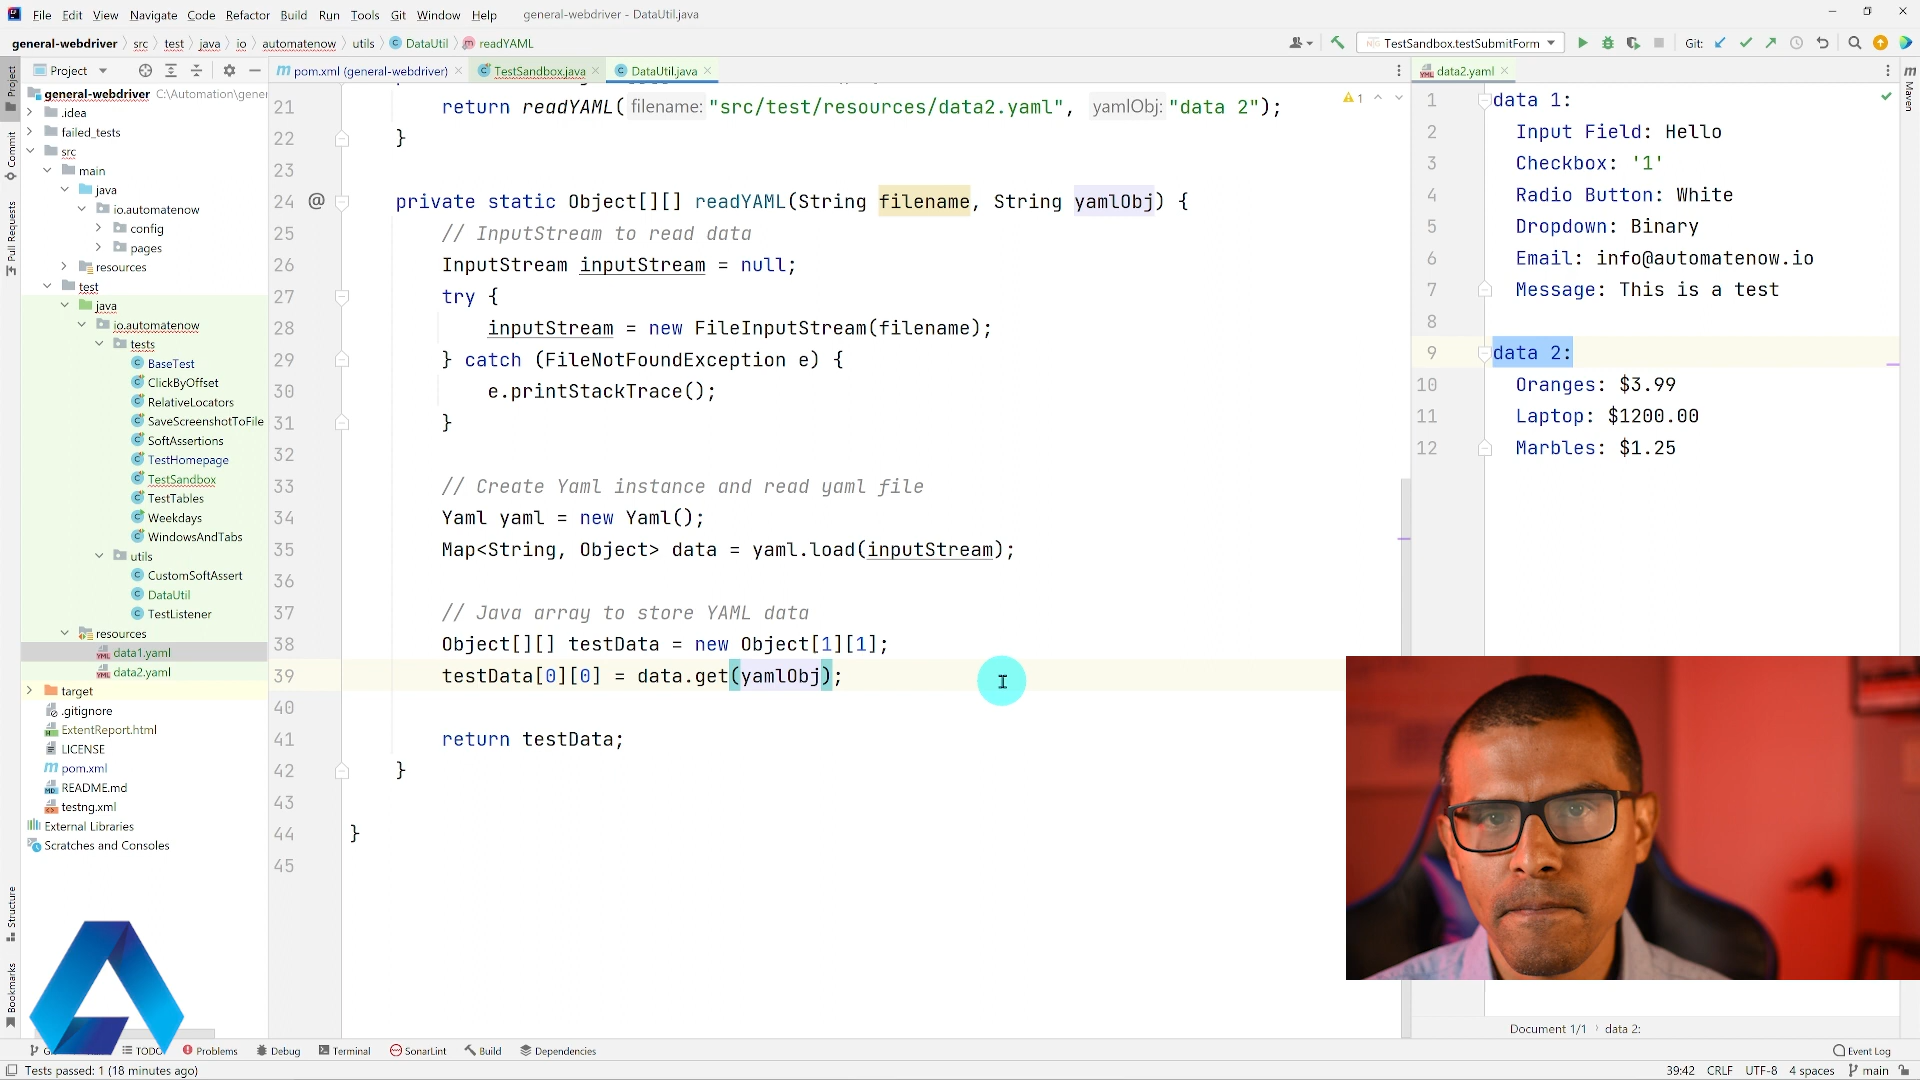 File Edit View Navigate Code Refactor Build Run Tools Git Window Help general-webdriver - DataUtil.java
general-webdriver src test java io automatenow utils DataUtil readYAML
TestSandbox.testSubmitForm Git:
Project
pom.xml (general-webdriver) TestSandbox.java DataUtil.java
data2.yaml
Project
Commit
Pull Requests
Structure
Bookmarks
Maven
general-webdriver C:\Automation\gener
.idea
failed_tests
src
main
java
io.automatenow
config
pages
resources
test
java
io.automatenow
tests
BaseTest
ClickByOffset
RelativeLocators
SaveScreenshotToFile
SoftAssertions
TestHomepage
TestSandbox
TestTables
Weekdays
WindowsAndTabs
utils
CustomSoftAssert
DataUtil
TestListener
resources
data1.yaml
data2.yaml
target
.gitignore
ExtentReport.html
LICENSE
pom.xml
README.md
testng.xml
External Libraries
Scratches and Consoles
21 return readYAML( filename: "src/test/resources/data2.yaml", yamlObj: "data 2");
22 }
23
24 @ private static Object[][] readYAML(String filename, String yamlObj) {
25 // InputStream to read data
26 InputStream inputStream = null;
27 try {
28 inputStream = new FileInputStream(filename);
29 } catch (FileNotFoundException e) {
30 e.printStackTrace();
31 }
32
33 // Create Yaml instance and read yaml file
34 Yaml yaml = new Yaml();
35 Map<String, Object> data = yaml.load(inputStream);
36
37 // Java array to store YAML data
38 Object[][] testData = new Object[1][1];
39 testData[0][0] = data.get(yamlObj);
40
41 return testData;
42 }
43
44 }
45
1
1 data 1:
2 Input Field: Hello
3 Checkbox: '1'
4 Radio Button: White
5 Dropdown: Binary
6 Email: info@automatenow.io
7 Message: This is a test
8
9 data 2:
10 Oranges: $3.99
11 Laptop: $1200.00
12 Marbles: $1.25
Document 1/1 data 2:
TODO Problems Debug Terminal SonarLint Build Dependencies Event Log
Tests passed: 1 (18 minutes ago) 39:42 CRLF UTF-8 4 spaces main